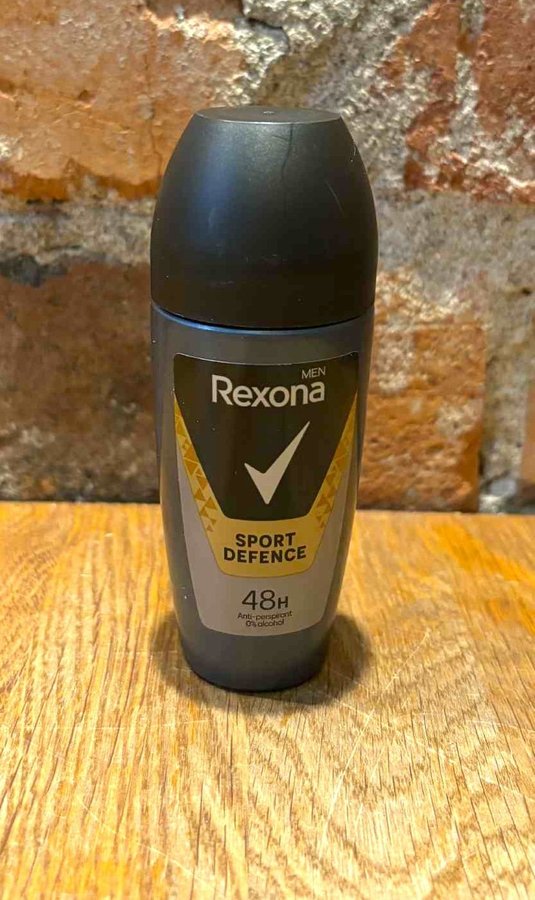 MEN
Rexona
SPORT
DEFENCE
48H
Anti-perspirant
0% alcohol